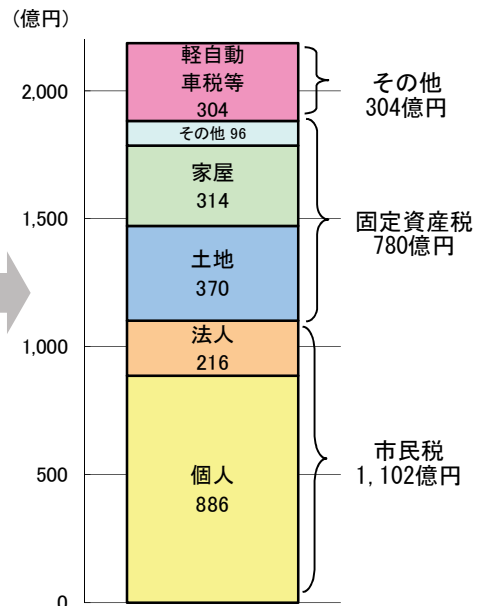 (億円)
2,000
1,500
1,000
500
0
軽自動
車税等
304
その他 96
家屋
314
土地
370
法人
216
個人
886
その他
304億円
固定資産税
780億円
市民税
1,102億円